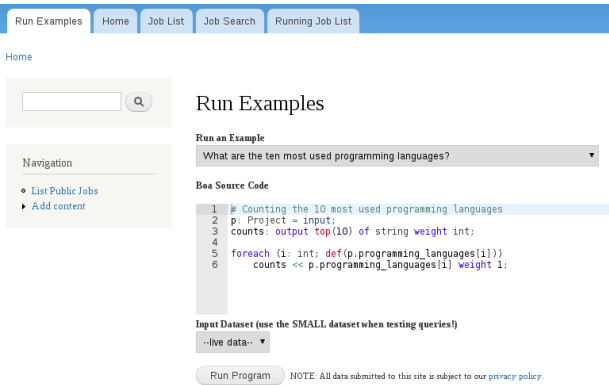 Run Examples Home Job List Job Search Running Job List
Home
Run Examples
Run an Example
What are the ten most used programming languages?
Navigation
List Public Jobs
Add content
Boa Source Code
1 # Counting the 10 most used programming languages
2 p: Project = input;
3 counts: output top(10) of string weight int;
4
5 foreach (i: int; def(p.programming_languages[i]))
6 counts << p.programming_languages[i] weight 1;
Input Dataset (use the SMALL dataset when testing queries!)
--live data--
Run Program NOTE: All data submitted to this site is subject to our privacy policy.